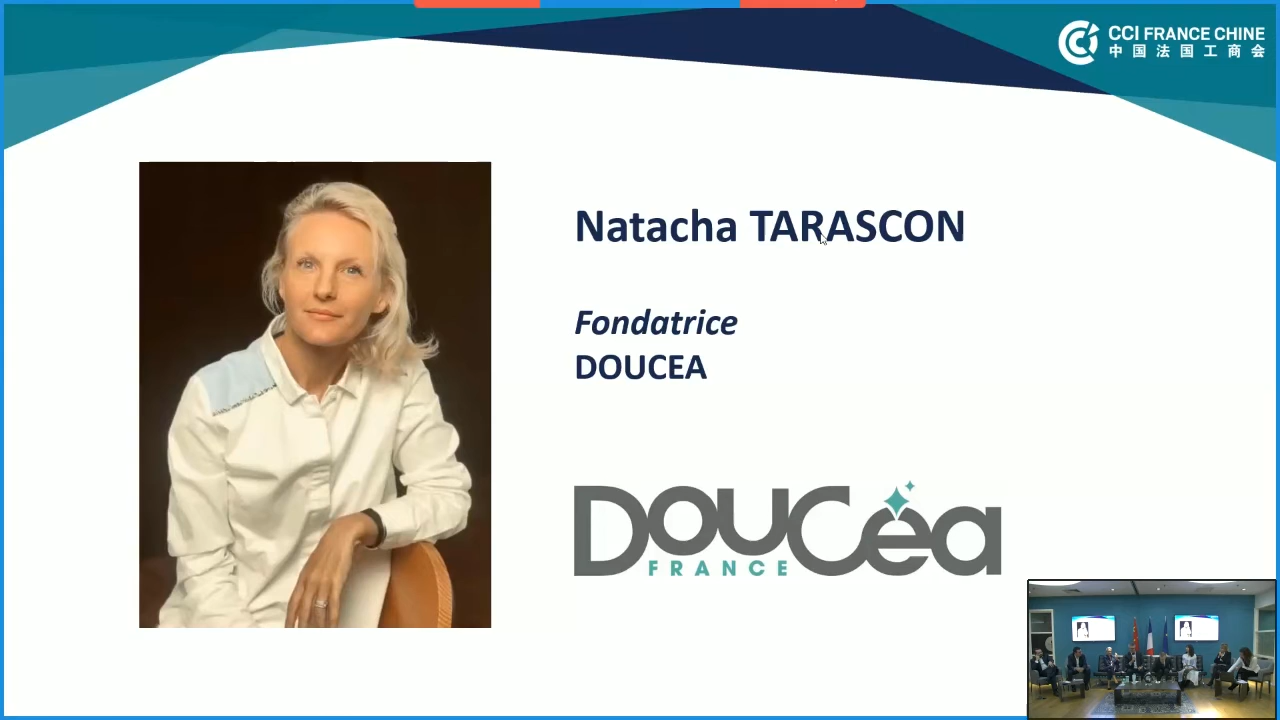 CCI FRANCE CHINE
中国法国工商会
Natacha TARASCON
Fondatrice
DOUCEA
DOUCea
FRANCE